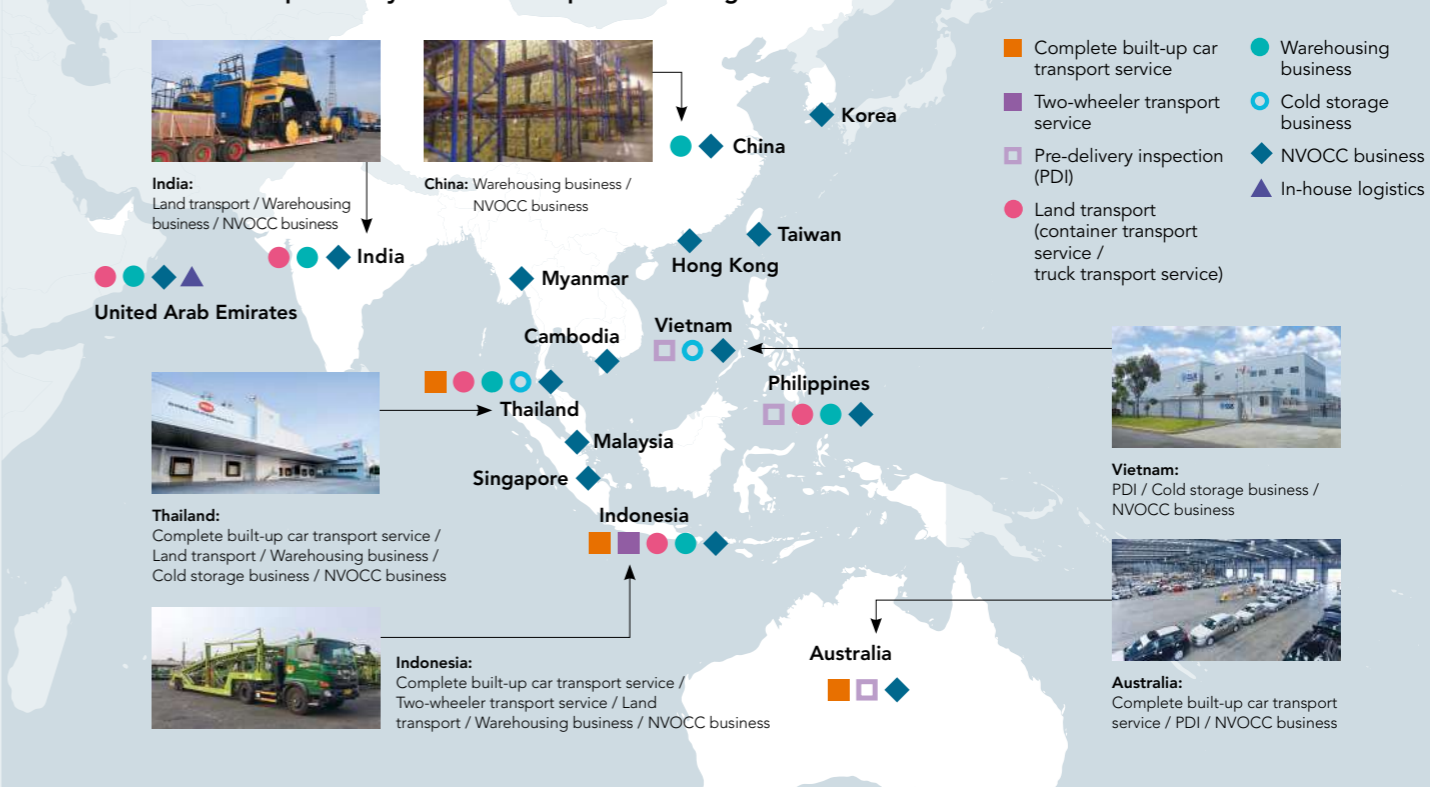 Complete built-up car
transport service
Two-wheeler transport
service
Pre-delivery inspection
(PDI)
Land transport
(container transport
service /
truck transport service)
Warehousing
business
Cold storage
business
NVOCC business
In-house logistics
India:
Land transport / Warehousing
business / NVOCC business
China: Warehousing business /
NVOCC business
Korea
China
Taiwan
Hong Kong
India
Myanmar
United Arab Emirates
Cambodia
Vietnam
Philippines
Thailand
Malaysia
Singapore
Indonesia
Australia
Thailand:
Complete built-up car transport service /
Land transport / Warehousing business /
Cold storage business / NVOCC business
Indonesia:
Complete built-up car transport service /
Two-wheeler transport service / Land
transport / Warehousing business / NVOCC business
Vietnam:
PDI / Cold storage business /
NVOCC business
Australia:
Complete built-up car transport
service / PDI / NVOCC business